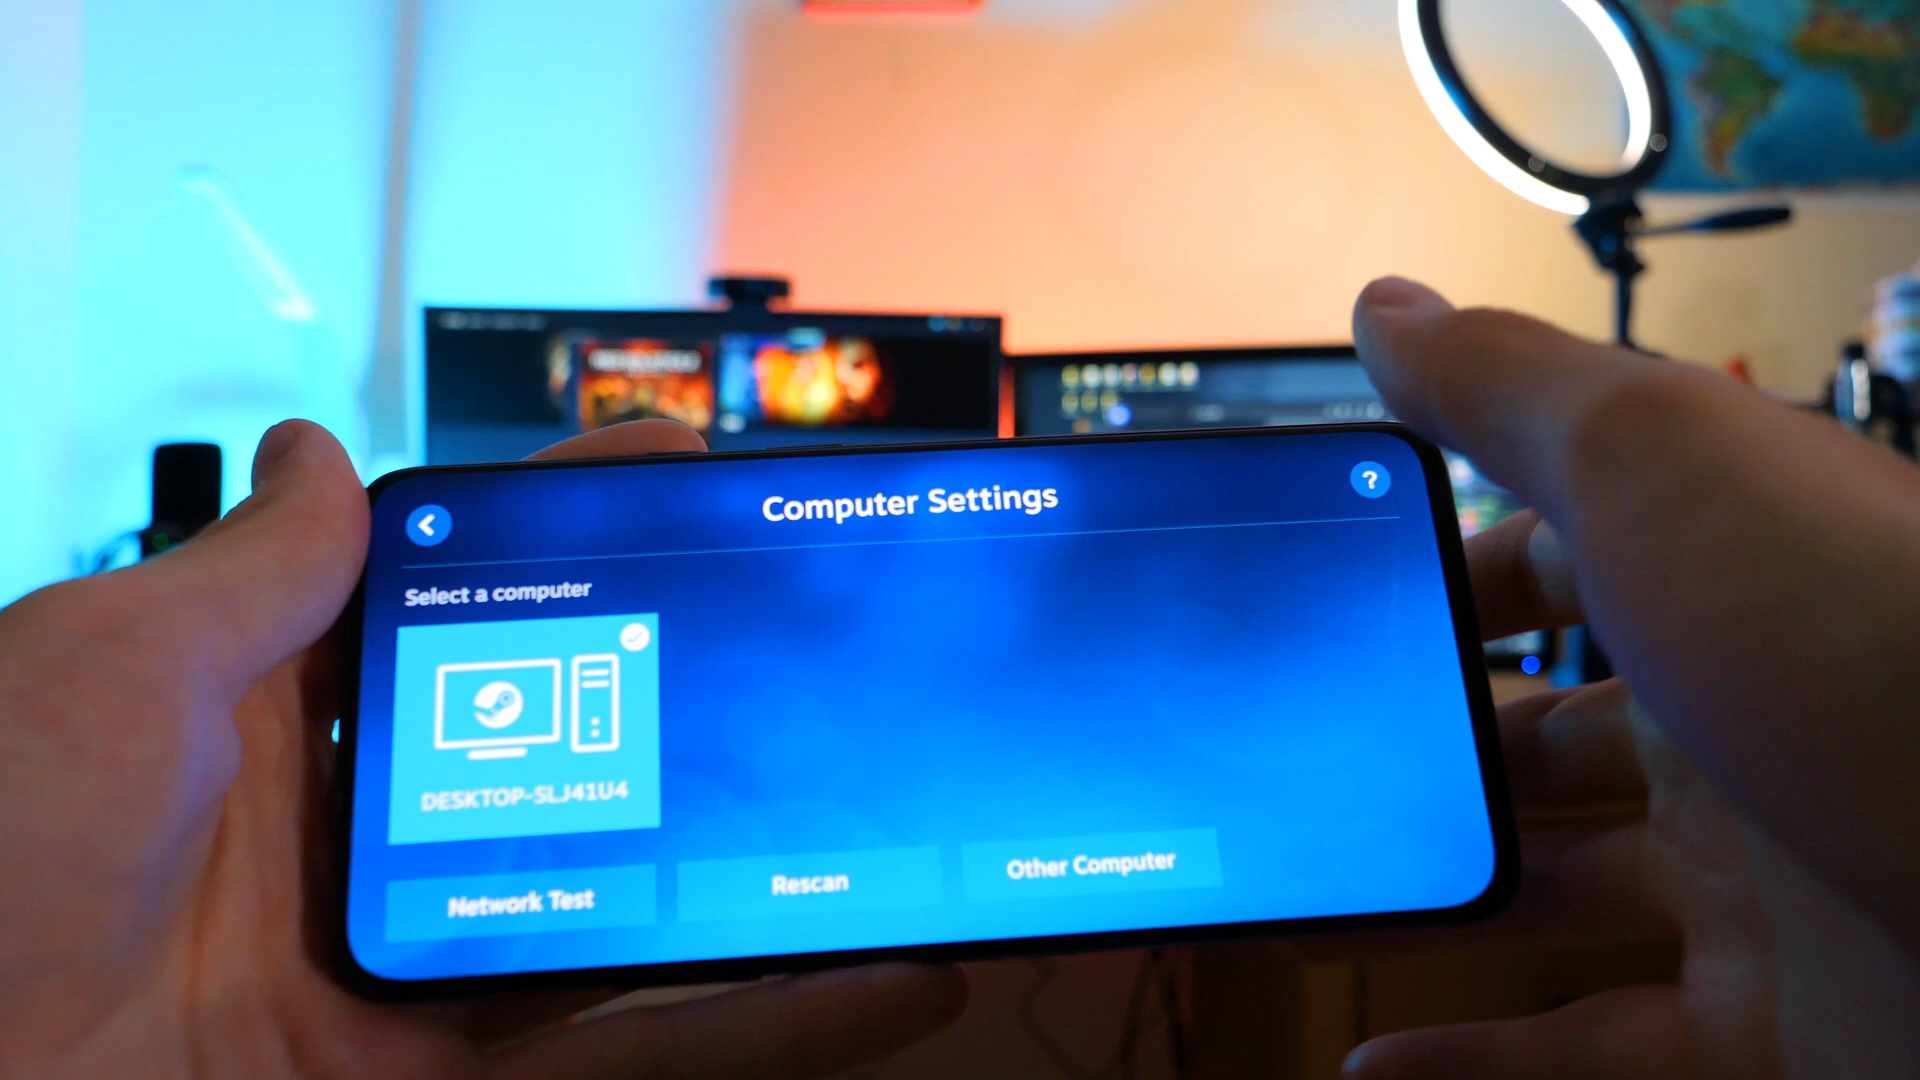 Computer Settings
?
Select a computer
DESKTOP-SLJ41U4
Network Test
Rescan
Other Computer